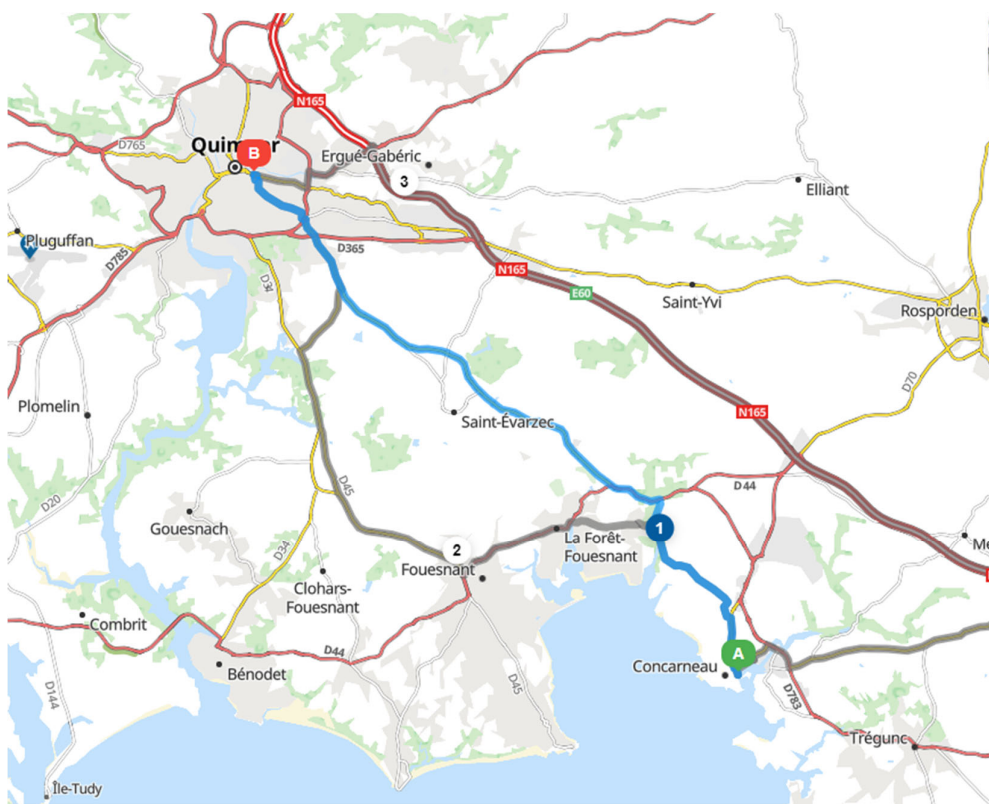 N165
D765
Quimper
B
Ergué-Gabéric
3
Elliant
Pluguffan
D785
D365
D34
N165
E60
Saint-Yvi
Rosporden
D70
Plomelin
N165
Saint-Évarzec
D20
D45
D44
Gouesnach
1
2
La Forêt-
Fouesnant
D34
Fouesnant
Clohars-
Fouesnant
Combrit
D44
A
Concarneau
Bénodet
D45
D144
D783
Trégunc
Île-Tudy